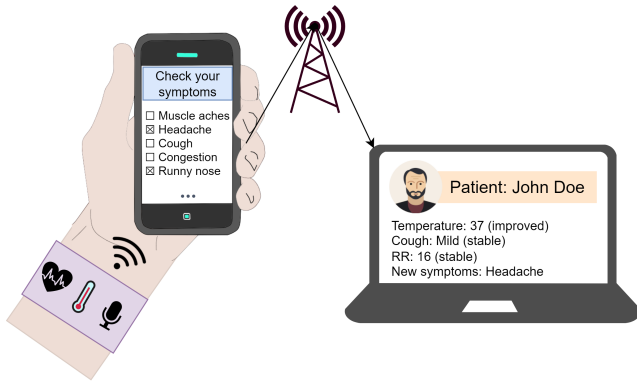 Check your
symptoms
☐ Muscle aches
☒ Headache
☐ Cough
☐ Congestion
☒ Runny nose
•••
Patient: John Doe
Temperature: 37 (improved)
Cough: Mild (stable)
RR: 16 (stable)
New symptoms: Headache